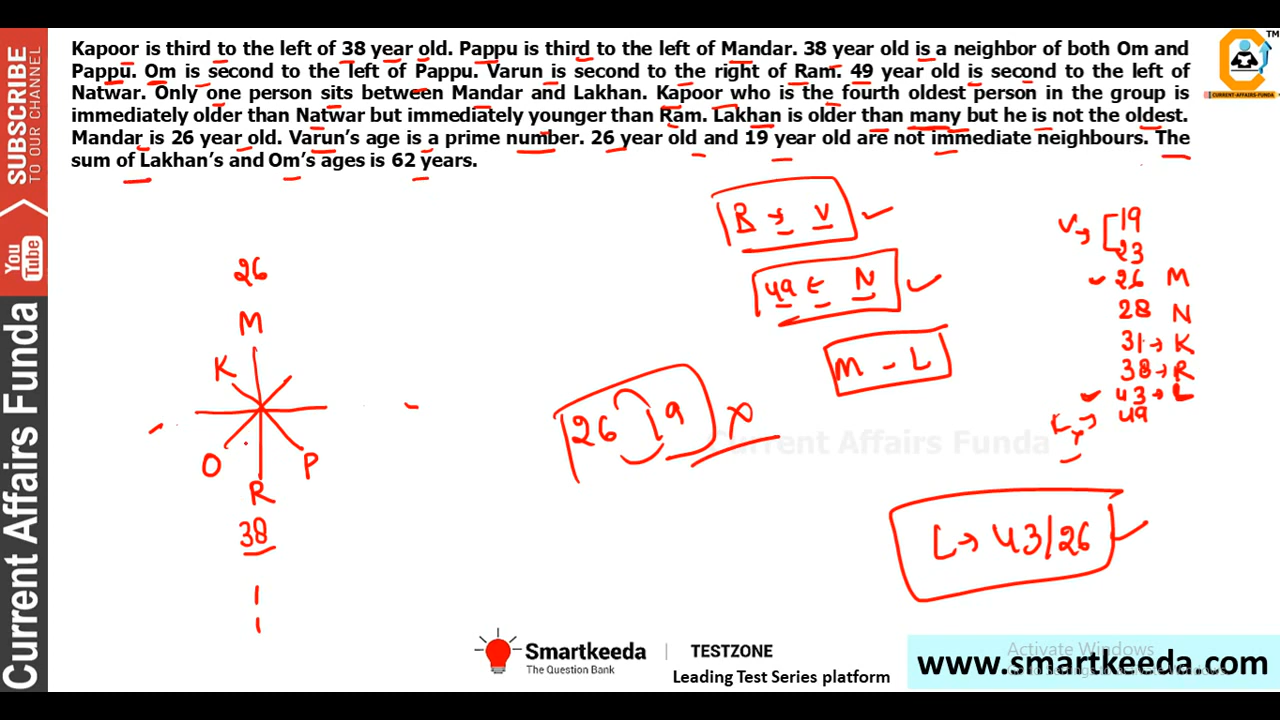 SUBSCRIBE
TO OUR CHANNEL
You Tube
Current Affairs Funda
Kapoor is third to the left of 38 year old. Pappu is third to the left of Mandar. 38 year old is a neighbor of both Om and
Pappu. Om is second to the left of Pappu. Varun is second to the right of Ram. 49 year old is second to the left of
Natwar. Only one person sits between Mandar and Lakhan. Kapoor who is the fourth oldest person in the group is
immediately older than Natwar but immediately younger than Ram. Lakhan is older than many but he is not the oldest.
Mandar is 26 year old. Varun's age is a prime number. 26 year old and 19 year old are not immediate neighbours. The
sum of Lakhan's and Om's ages is 62 years.
TM
CURRENT-AFFAIRS-FUNDA
R → V
49 ← N
M - L
V → 19
23
26 M
28 N
31 → K
38 → R
43 → L
49
26
M
K
O
P
R
38
26 19 X
Current Affairs Funda
L → 43/26
Smartkeeda
The Question Bank
TESTZONE
Leading Test Series platform
Activate Windows
www.smartkeeda.com